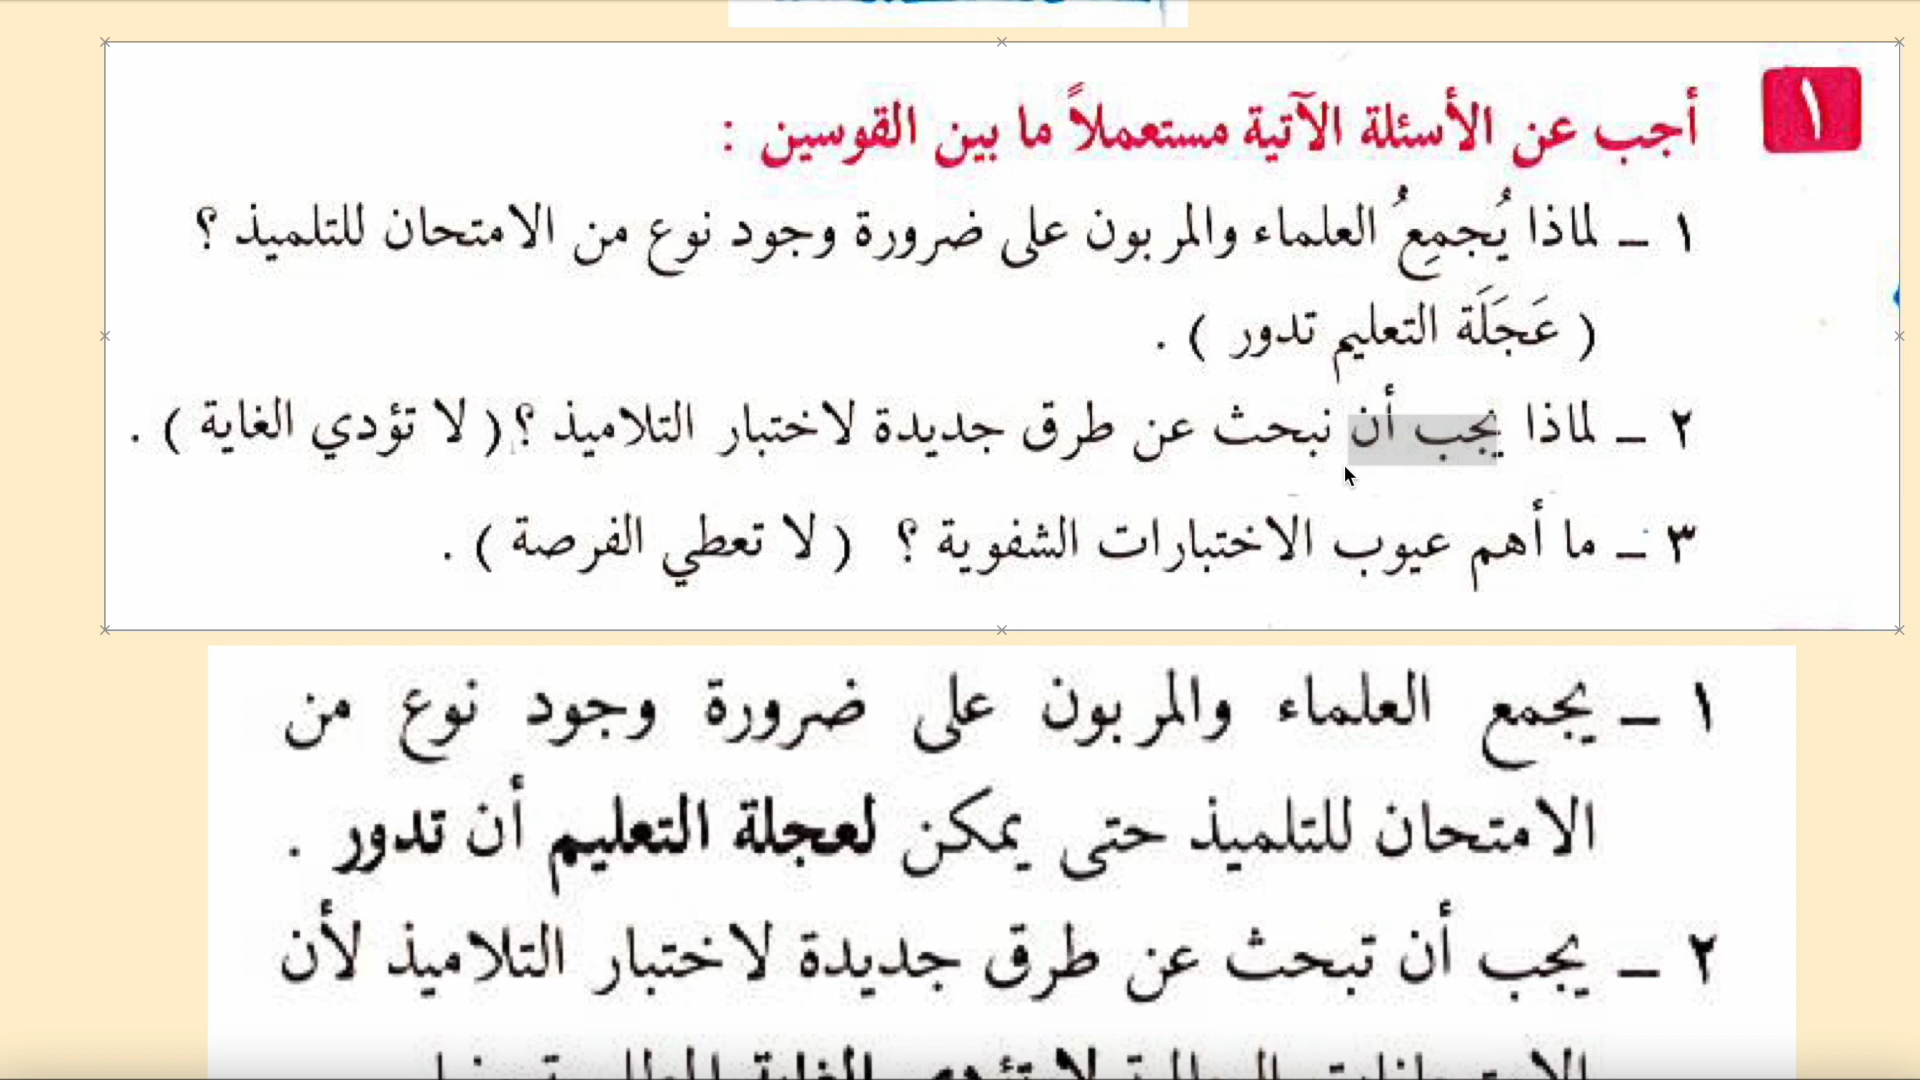 ١
أجب عن الأسئلة الآتية مستعملاً ما بين القوسين :
١ ـ لماذا يُجمِعُ العلماء والمربون على ضرورة وجود نوع من الامتحان للتلميذ ؟
( عَجَلَة التعليم تدور ) .
٢ ـ لماذا يجب أن نبحث عن طرق جديدة لاختبار التلاميذ ؟ ( لا تؤدي الغاية ) .
٣ ـ ما أهم عيوب الاختبارات الشفوية ؟ ( لا تعطي الفرصة ) .
١ ـ يجمع العلماء والمربون على ضرورة وجود نوع من
الامتحان للتلميذ حتى يمكن لعجلة التعليم أن تدور .
٢ ـ يجب أن تبحث عن طرق جديدة لاختبار التلاميذ لأن